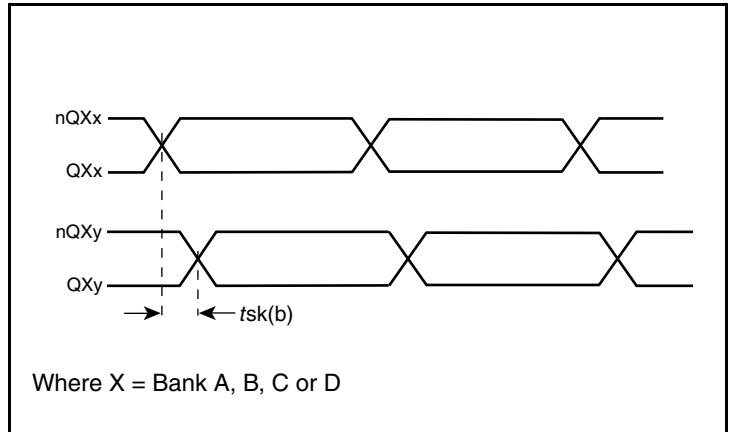 nQXx
QXx
nQXy
QXy
tsk(b)
Where X = Bank A, B, C or D